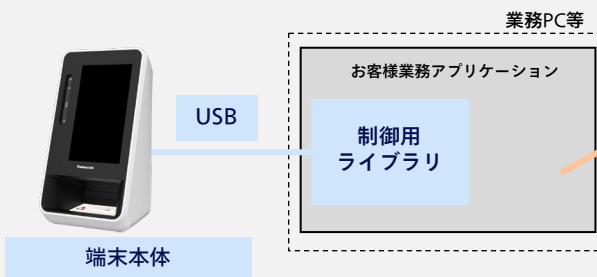 業務PC等
お客様業務アプリケーション
USB
制御用
ライブラリ
Panasonic
端末本体